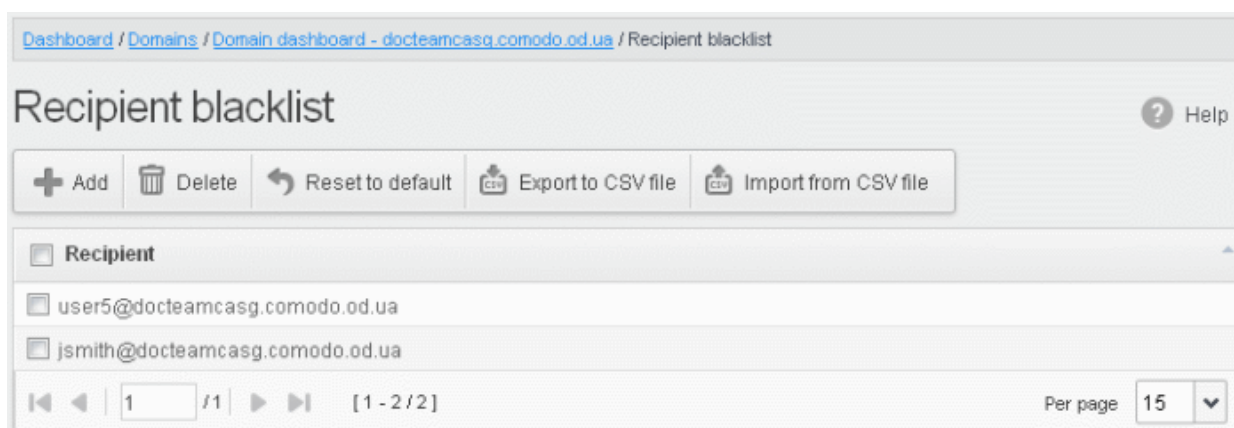 Dashboard / Domains / Domain dashboard - docteamcasg.comodo.od.ua / Recipient blacklist
Recipient blacklist
? Help
Add Delete Reset to default CSV Export to CSV file CSV Import from CSV file
Recipient
user5@docteamcasg.comodo.od.ua
jsmith@docteamcasg.comodo.od.ua
1 /1 [1 - 2 / 2] Per page 15